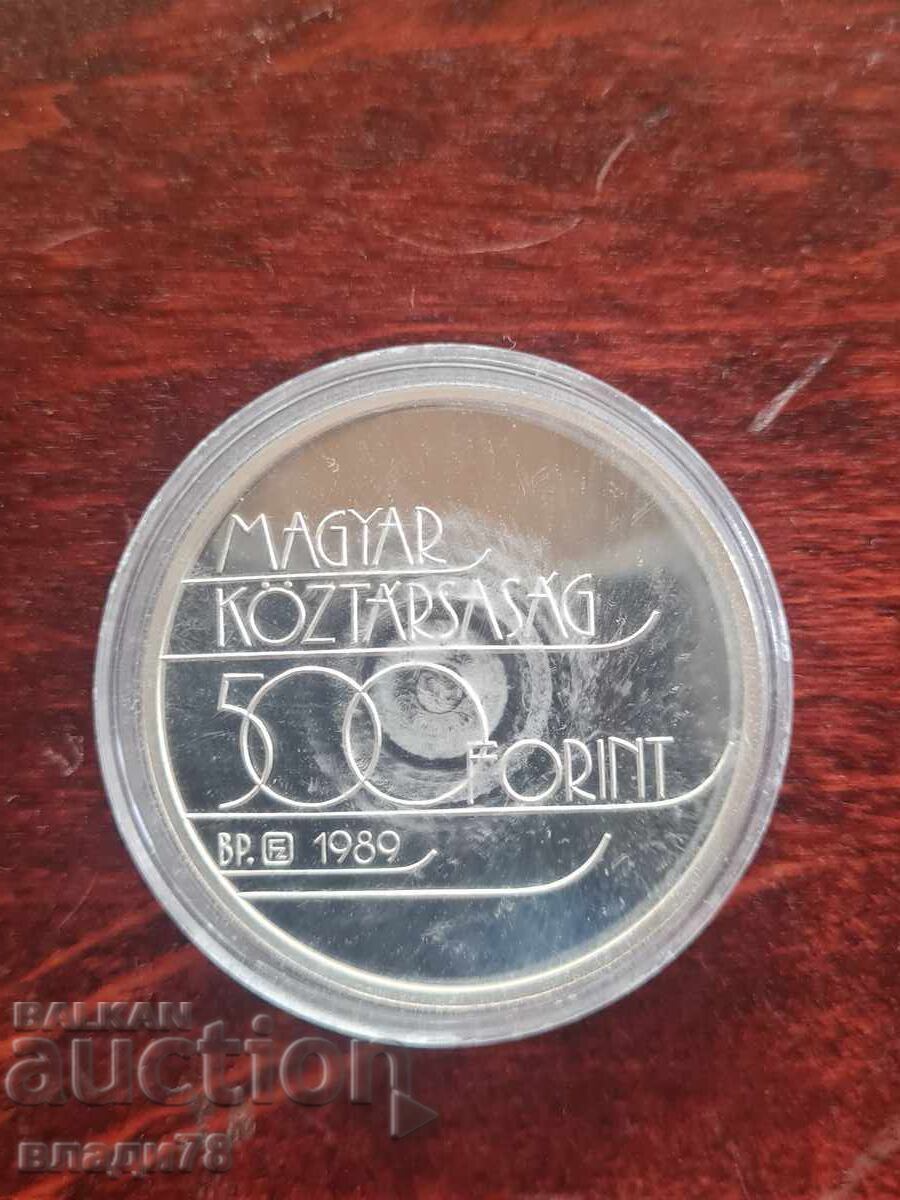 MAGYAR
KÖZTÁRSASÁG
500 FORINT
BP. 1989
BALKAN
auction
влади78